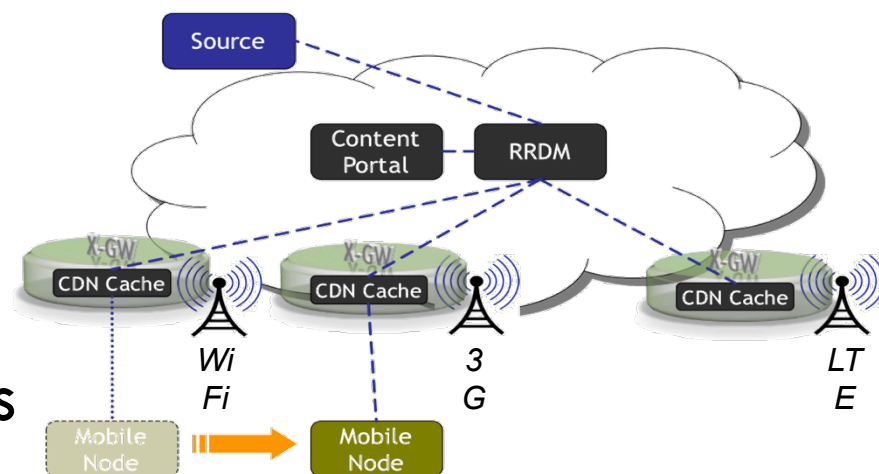 Source
Content
Portal
RRDM
X-GW
CDN Cache
X-GW
CDN Cache
X-GW
CDN Cache
Wi
Fi
3
G
LT
E
s
Mobile
Node
Mobile
Node